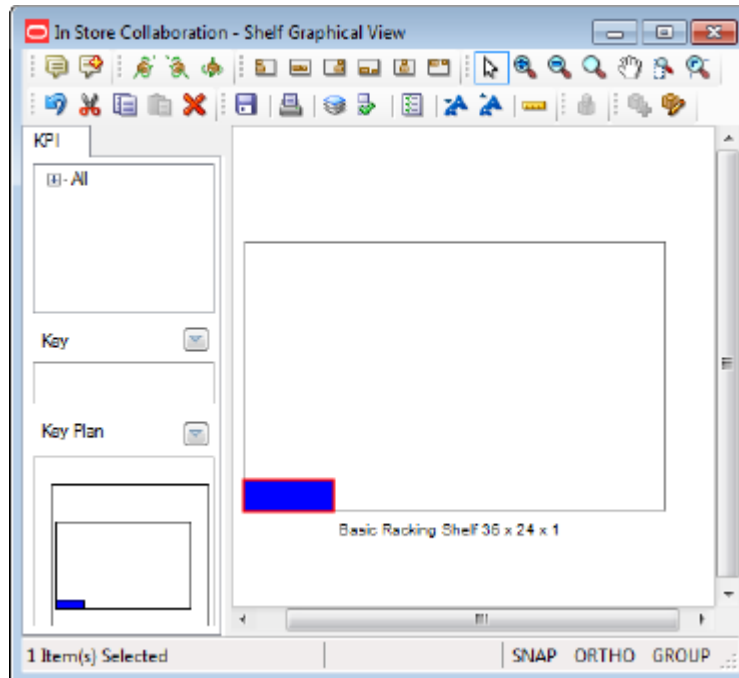 In Store Collaboration - Shelf Graphical View
KPI
All
Key
Key Plan
Basic Racking Shelf 36 x 24 x 1
1 Item(s) Selected
SNAP ORTHO GROUP